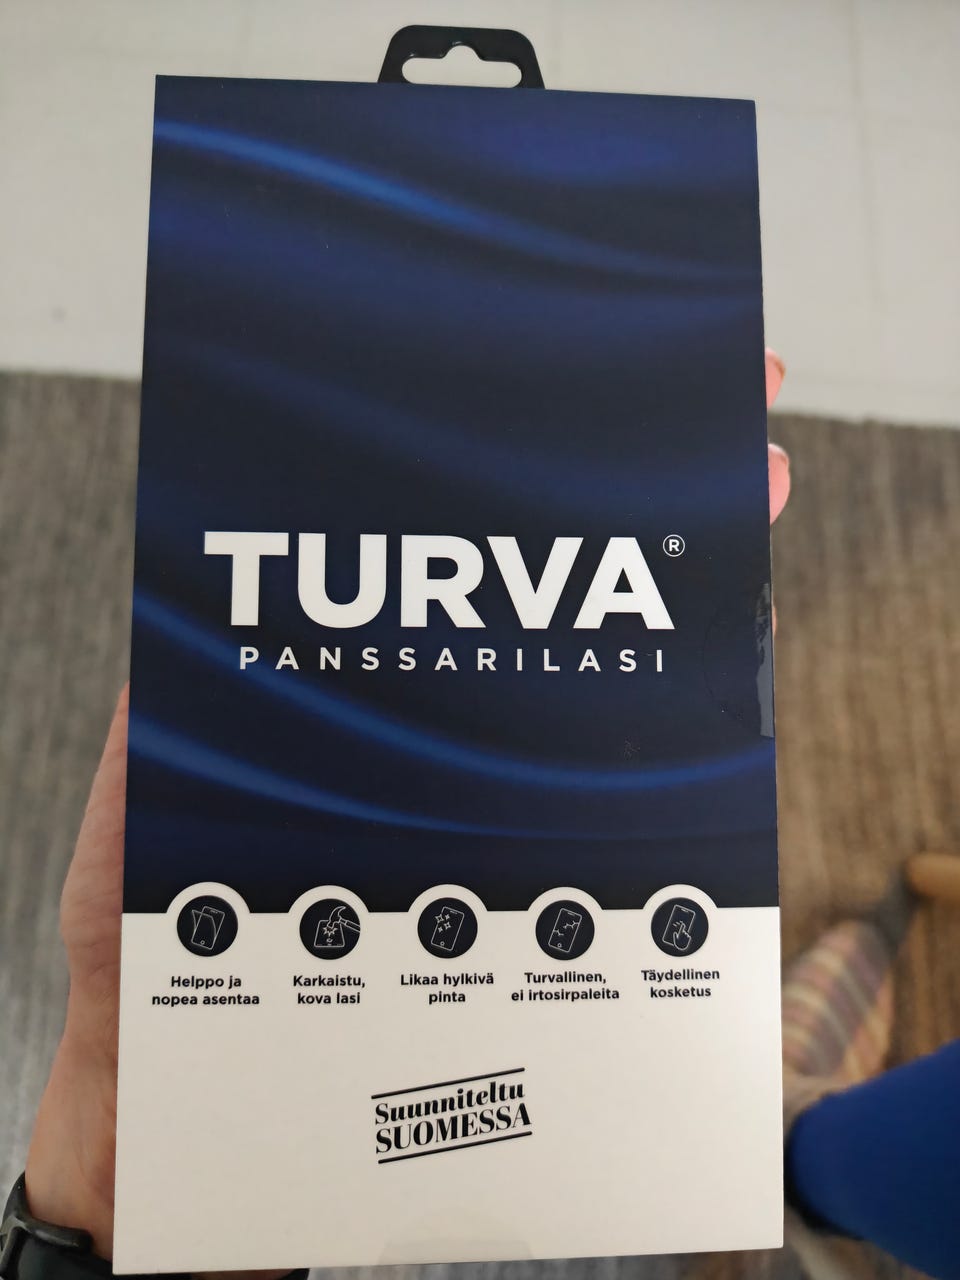 TURVA®
PANSSARILASI
Helppo ja
nopea asentaa
Karkaistu,
kova lasi
Likaa hylkivä
pinta
Turvallinen,
ei irtosirpaleita
Täydellinen
kosketus
Suunniteltu
SUOMESSA